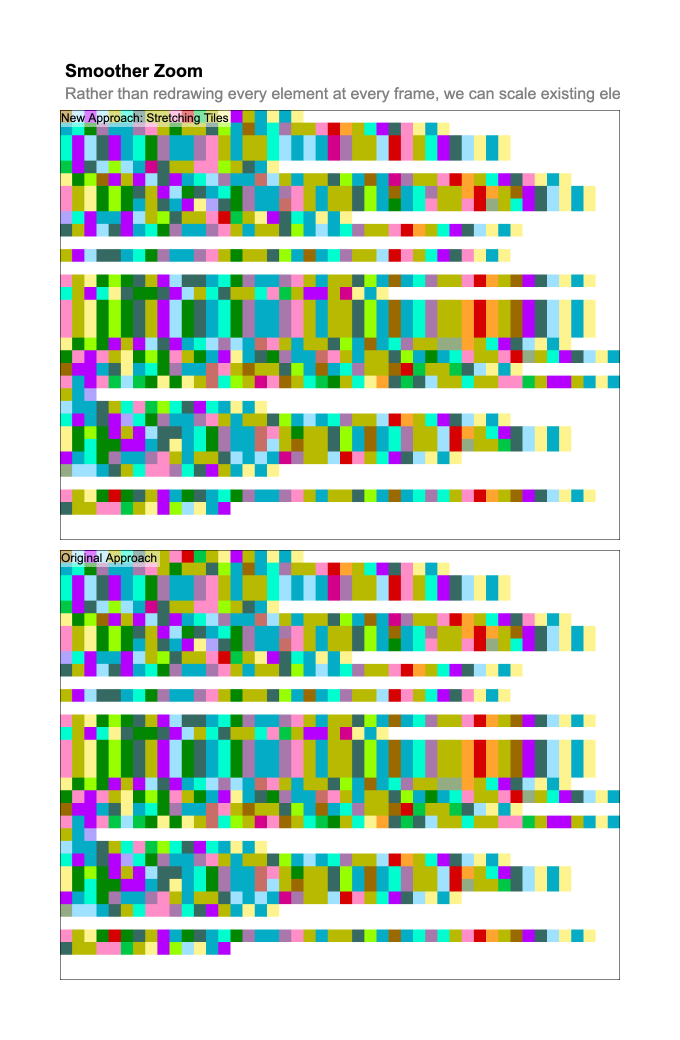 Smoother Zoom
Rather than redrawing every element at every frame, we can scale existing ele
New Approach: Stretching Tiles
Original Approach